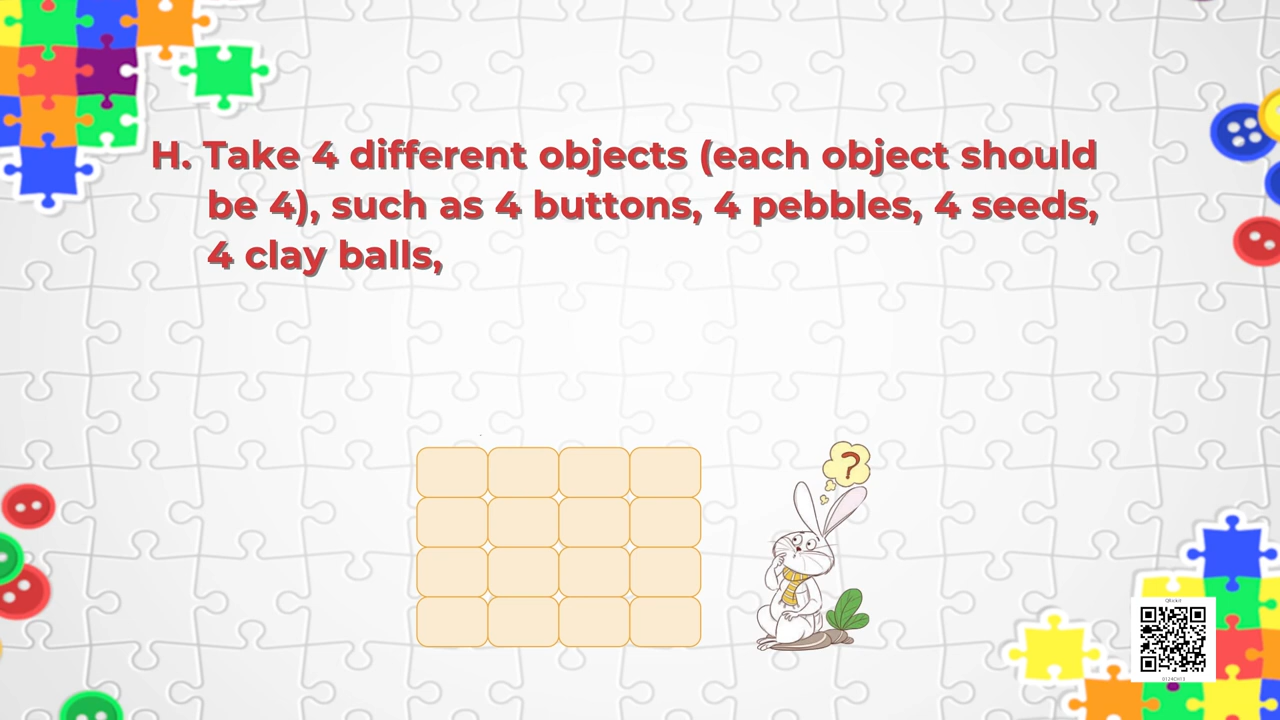 H. Take 4 different objects (each object should
be 4), such as 4 buttons, 4 pebbles, 4 seeds,
4 clay balls,
?
0124CH13